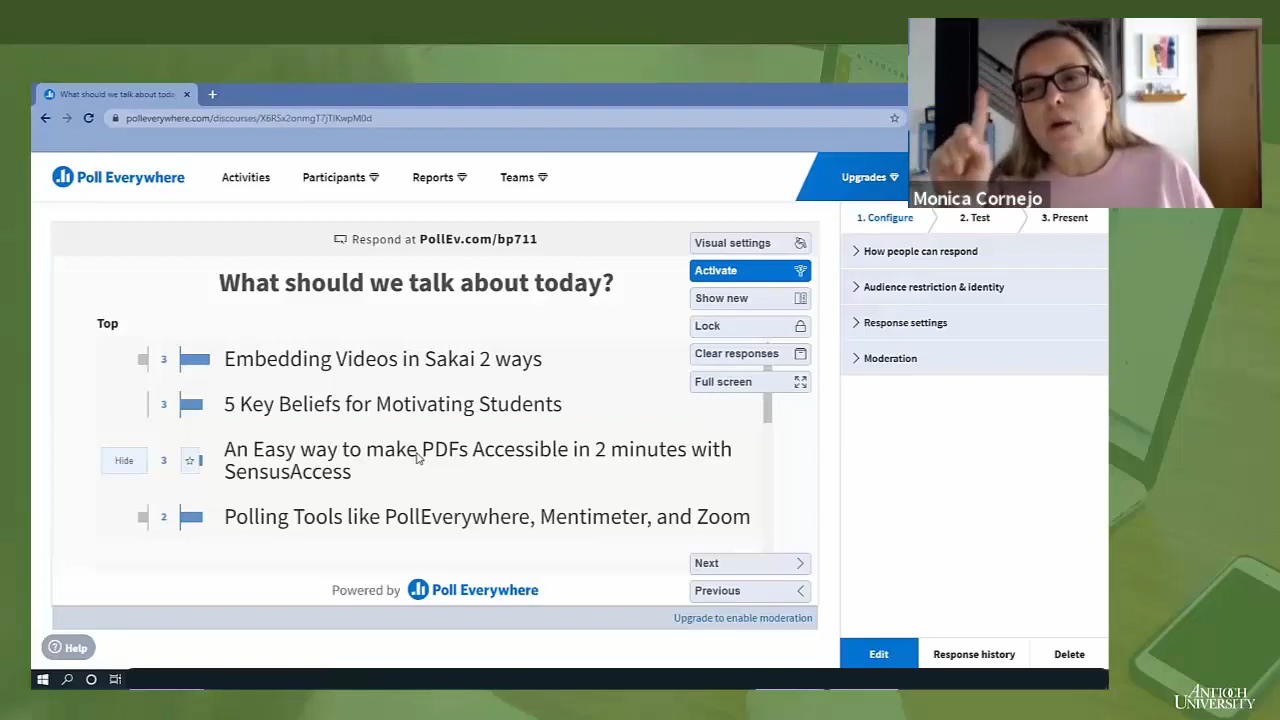 What should we talk about toda
polleverywhere.com/discourses/X6RSx2onmgT7jTlKwpM0d
Monica Cornejo
Poll Everywhere
Activities
Participants
Reports
Teams
Upgrades
1. Configure
2. Test
3. Present
Respond at PollEv.com/bp711
What should we talk about today?
Top
3 Embedding Videos in Sakai 2 ways
3 5 Key Beliefs for Motivating Students
Hide 3 An Easy way to make PDFs Accessible in 2 minutes with
SensusAccess
2 Polling Tools like PollEverywhere, Mentimeter, and Zoom
Visual settings
Activate
Show new
Lock
Clear responses
Full screen
Next
Previous
Powered by Poll Everywhere
Upgrade to enable moderation
How people can respond
Audience restriction & identity
Response settings
Moderation
Help
Edit
Response history
Delete
ANTIOCH
UNIVERSITY